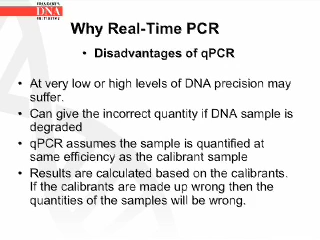 DNA
INITIATIVE
Why Real-Time PCR
• Disadvantages of qPCR
• At very low or high levels of DNA precision may
suffer.
• Can give the incorrect quantity if DNA sample is
degraded
• qPCR assumes the sample is quantified at
same efficiency as the calibrant sample
• Results are calculated based on the calibrants.
If the calibrants are made up wrong then the
quantities of the samples will be wrong.